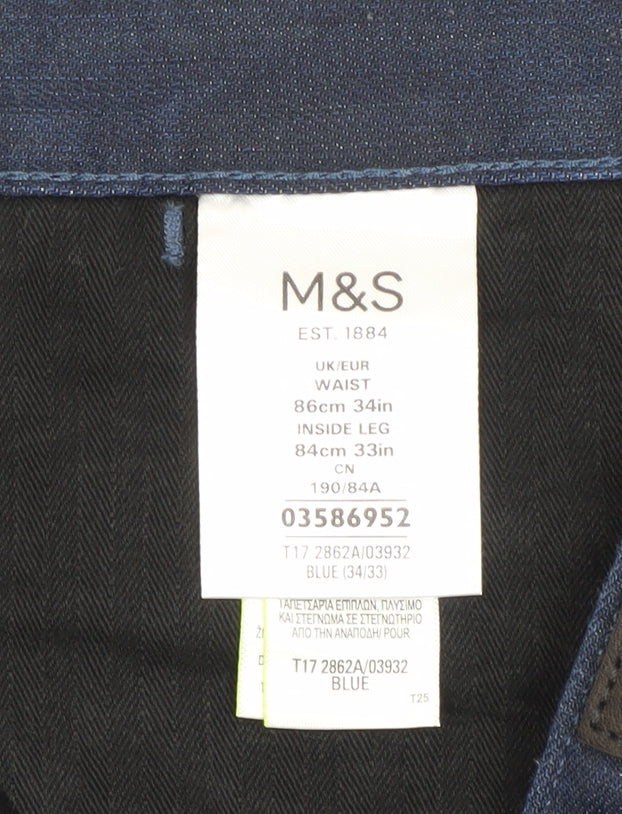 M&S
EST. 1884
UK/EUR
WAIST
86cm 34in
INSIDE LEG
84cm 33in
CN
190/84A
03586952
T17 2862A/03932
BLUE (34/33)
ΤΑΠΕΤΣΑΡΙΑ ΕΠΙΠΛΩΝ, ΠΛΥΣΙΜΟ
ΚΑΙ ΣΤΕΓΝΩΜΑ ΣΕ ΣΤΕΓΝΩΤΗΡΙΟ
ΑΠΟ ΤΗΝ ΑΝΑΠΟΔΗ/ POUR
T17 2862A/03932
BLUE
T25